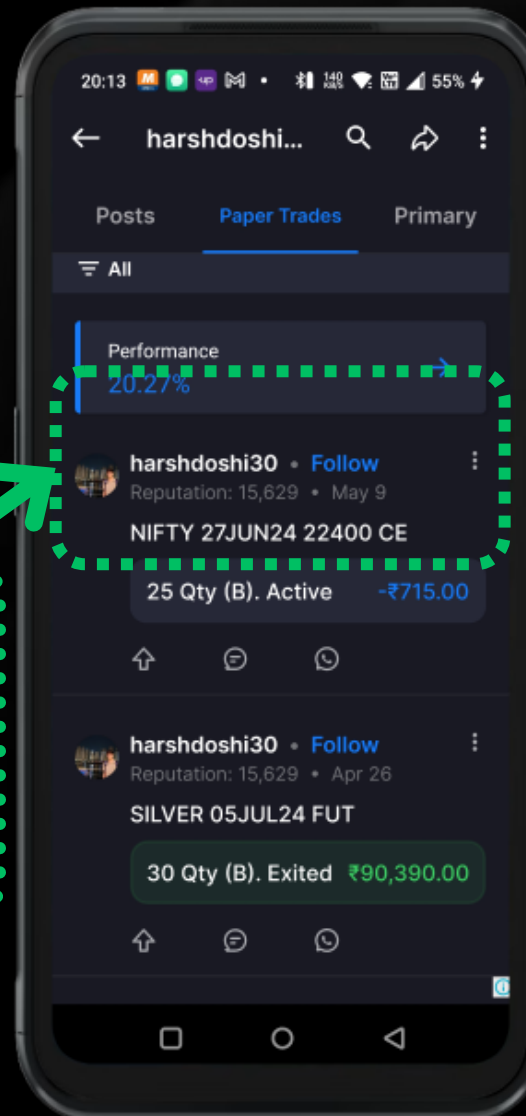 20:13 140 KB/S 55%
harshdoshi...
Posts Paper Trades Primary
All
Performance
20.27%
harshdoshi30 • Follow
Reputation: 15,629 • May 9
NIFTY 27JUN24 22400 CE
25 Qty (B). Active -₹715.00
harshdoshi30 • Follow
Reputation: 15,629 • Apr 26
SILVER 05JUL24 FUT
30 Qty (B). Exited ₹90,390.00